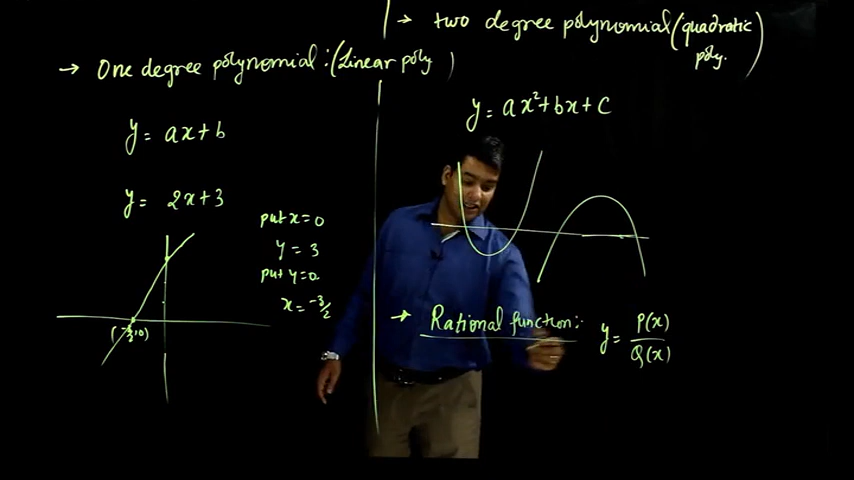 → One degree polynomial : (Linear poly)
y = ax + b
y = 2x + 3
put x = 0
y = 3
put y = 0
x = -3/2
(-3/2, 0)
→ two degree polynomial (quadratic
poly.)
y = ax² + bx + c
→ Rational function :-
y = P(x)/Q(x)